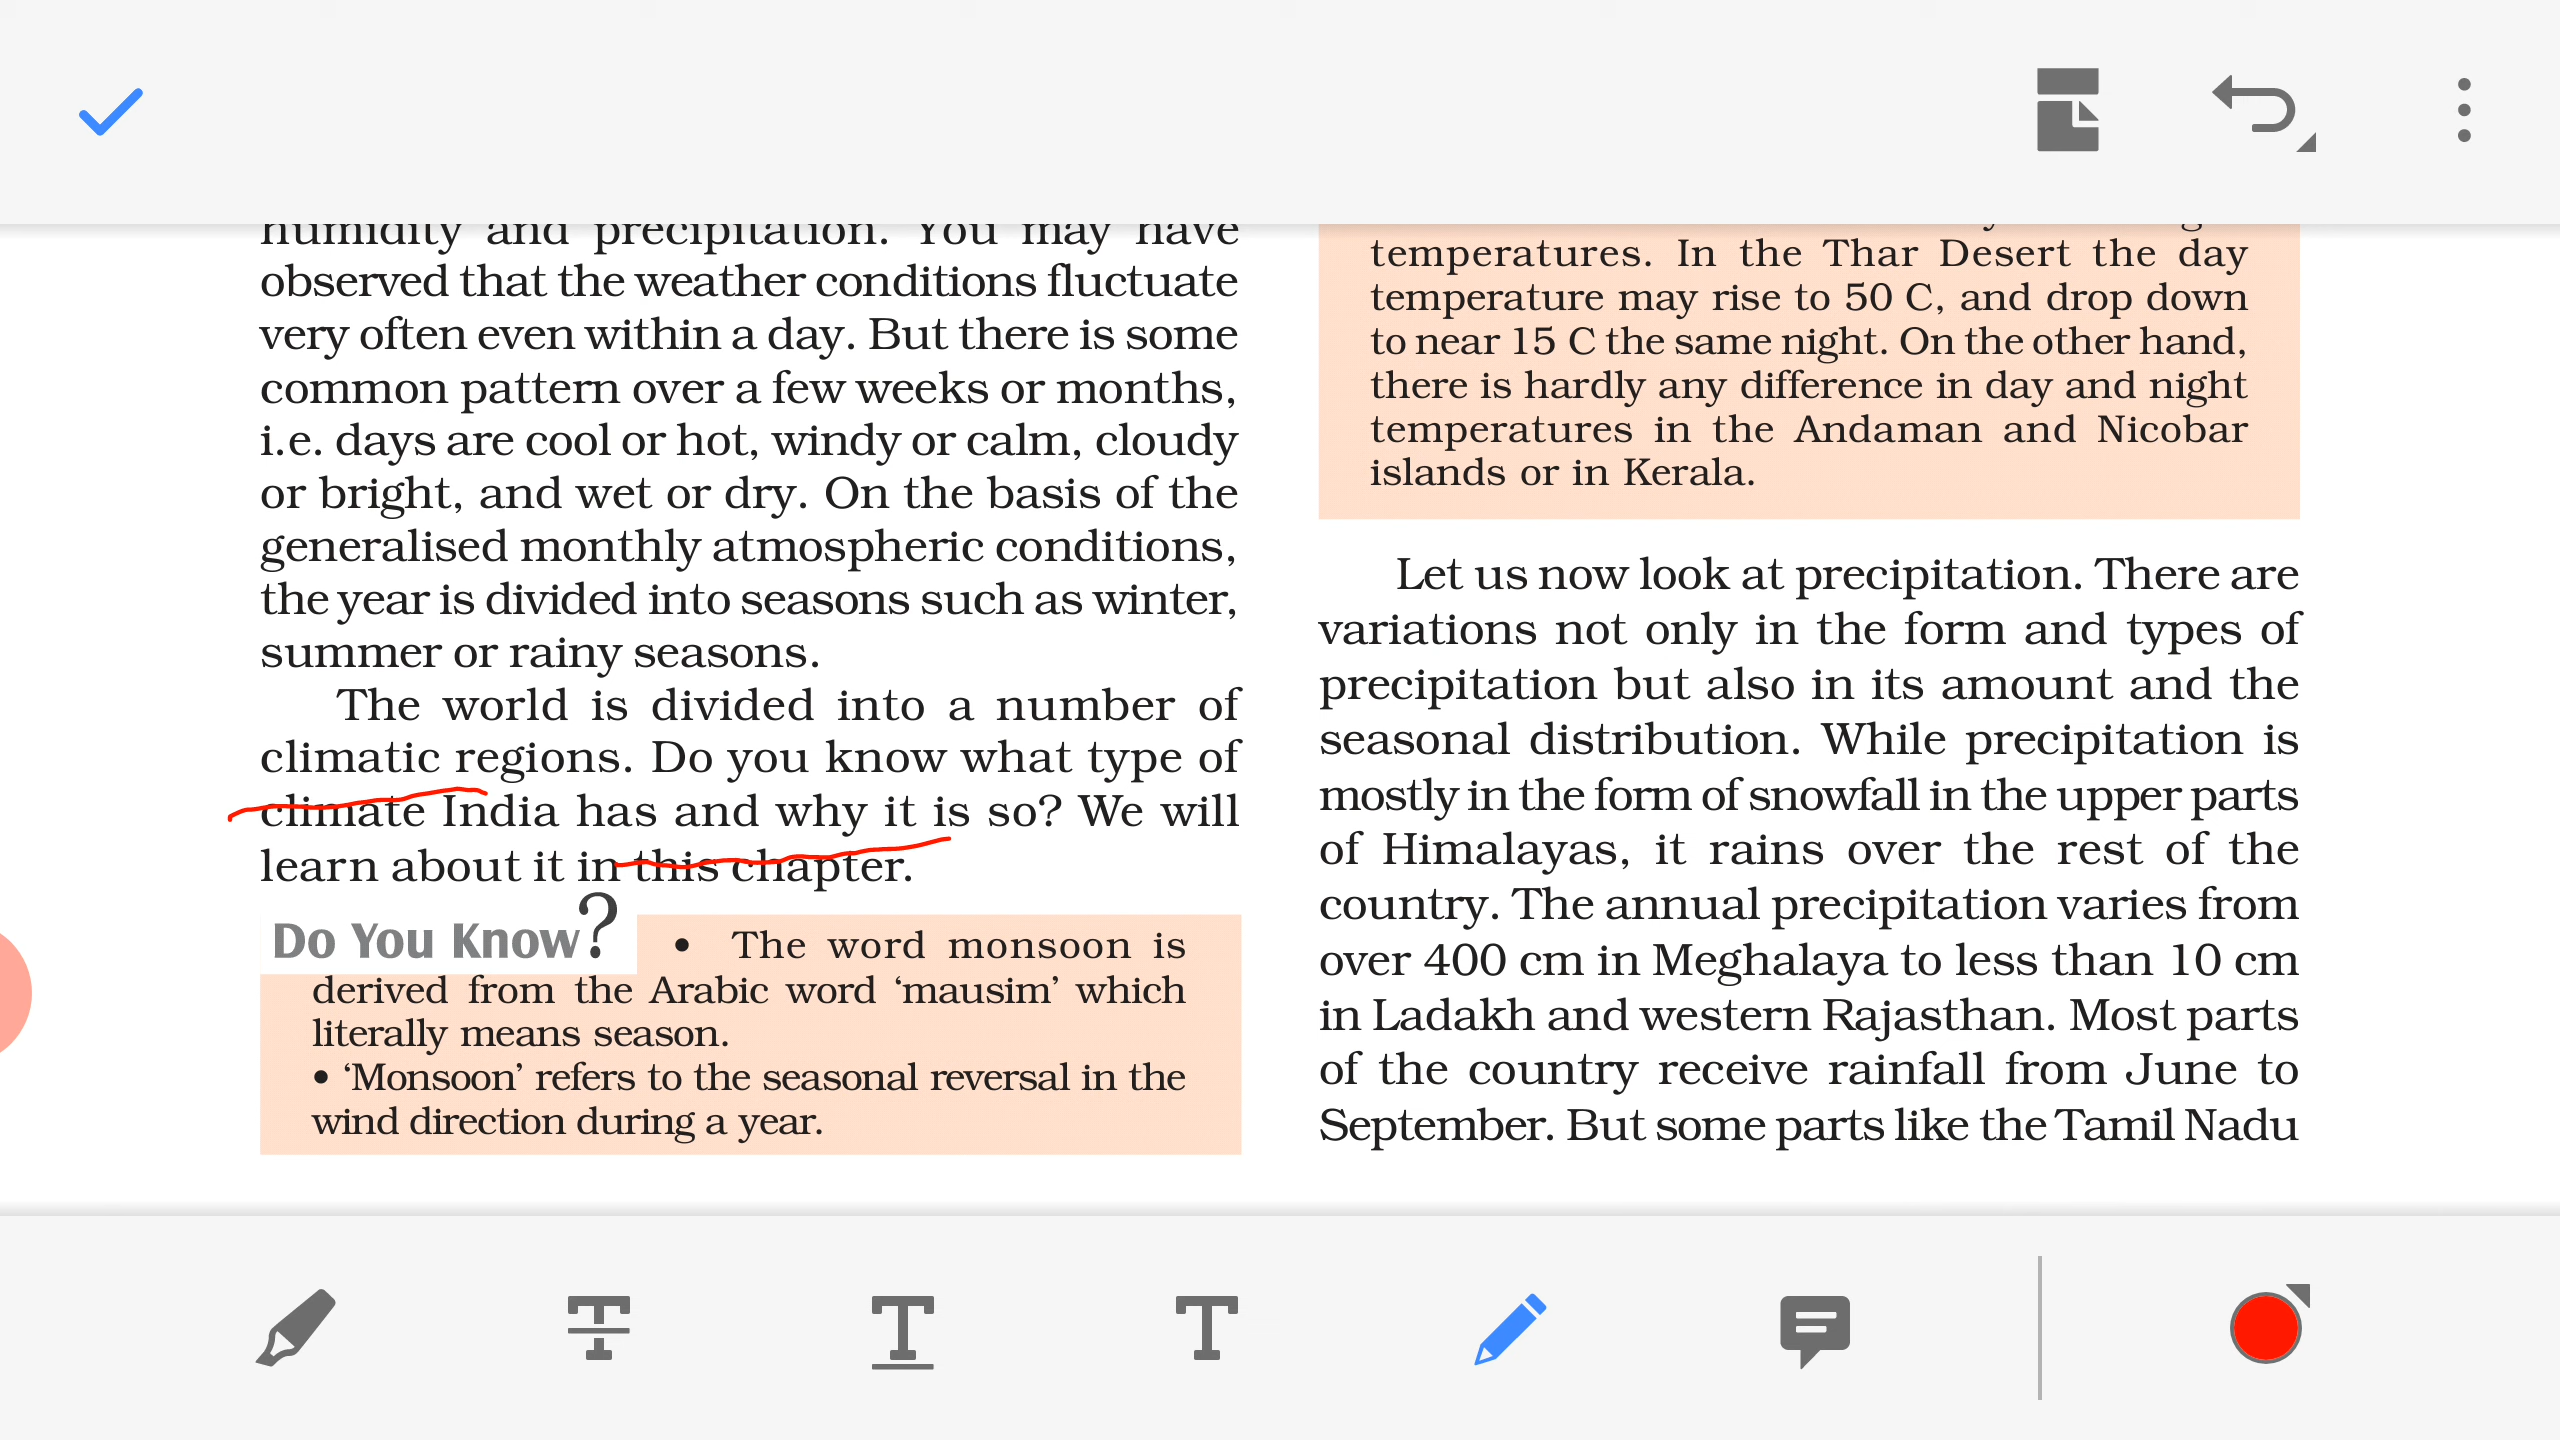 humidity and precipitation. You may have
observed that the weather conditions fluctuate
very often even within a day. But there is some
common pattern over a few weeks or months,
i.e. days are cool or hot, windy or calm, cloudy
or bright, and wet or dry. On the basis of the
generalised monthly atmospheric conditions,
the year is divided into seasons such as winter,
summer or rainy seasons.
The world is divided into a number of
climatic regions. Do you know what type of
climate India has and why it is so? We will
learn about it in this chapter.
Do You Know?
• The word monsoon is
derived from the Arabic word ‘mausim’ which
literally means season.
• ‘Monsoon’ refers to the seasonal reversal in the
wind direction during a year.
temperatures. In the Thar Desert the day
temperature may rise to 50 C, and drop down
to near 15 C the same night. On the other hand,
there is hardly any difference in day and night
temperatures in the Andaman and Nicobar
islands or in Kerala.
Let us now look at precipitation. There are
variations not only in the form and types of
precipitation but also in its amount and the
seasonal distribution. While precipitation is
mostly in the form of snowfall in the upper parts
of Himalayas, it rains over the rest of the
country. The annual precipitation varies from
over 400 cm in Meghalaya to less than 10 cm
in Ladakh and western Rajasthan. Most parts
of the country receive rainfall from June to
September. But some parts like the Tamil Nadu